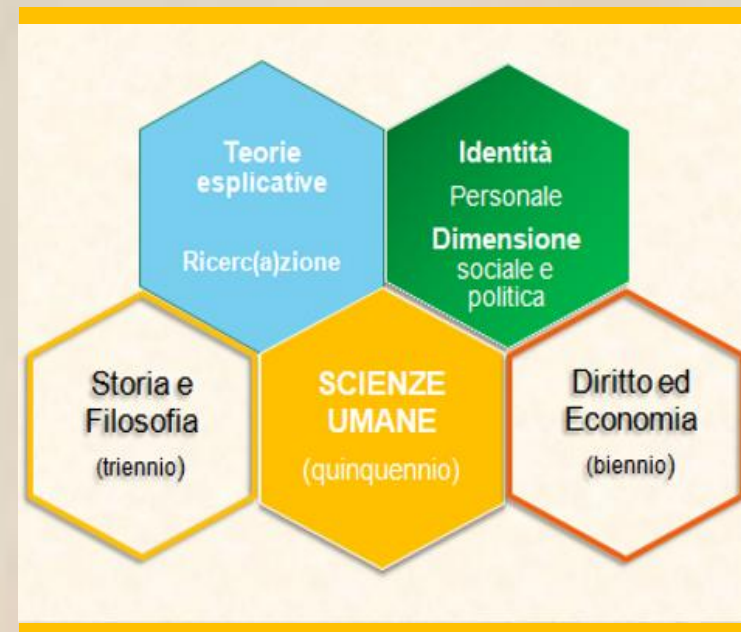 Teorie
esplicative
Ricerc(a)zione
Identità
Personale
Dimensione
sociale e
politica
Storia e
Filosofia
(triennio)
SCIENZE
UMANE
(quinquennio)
Diritto ed
Economia
(biennio)